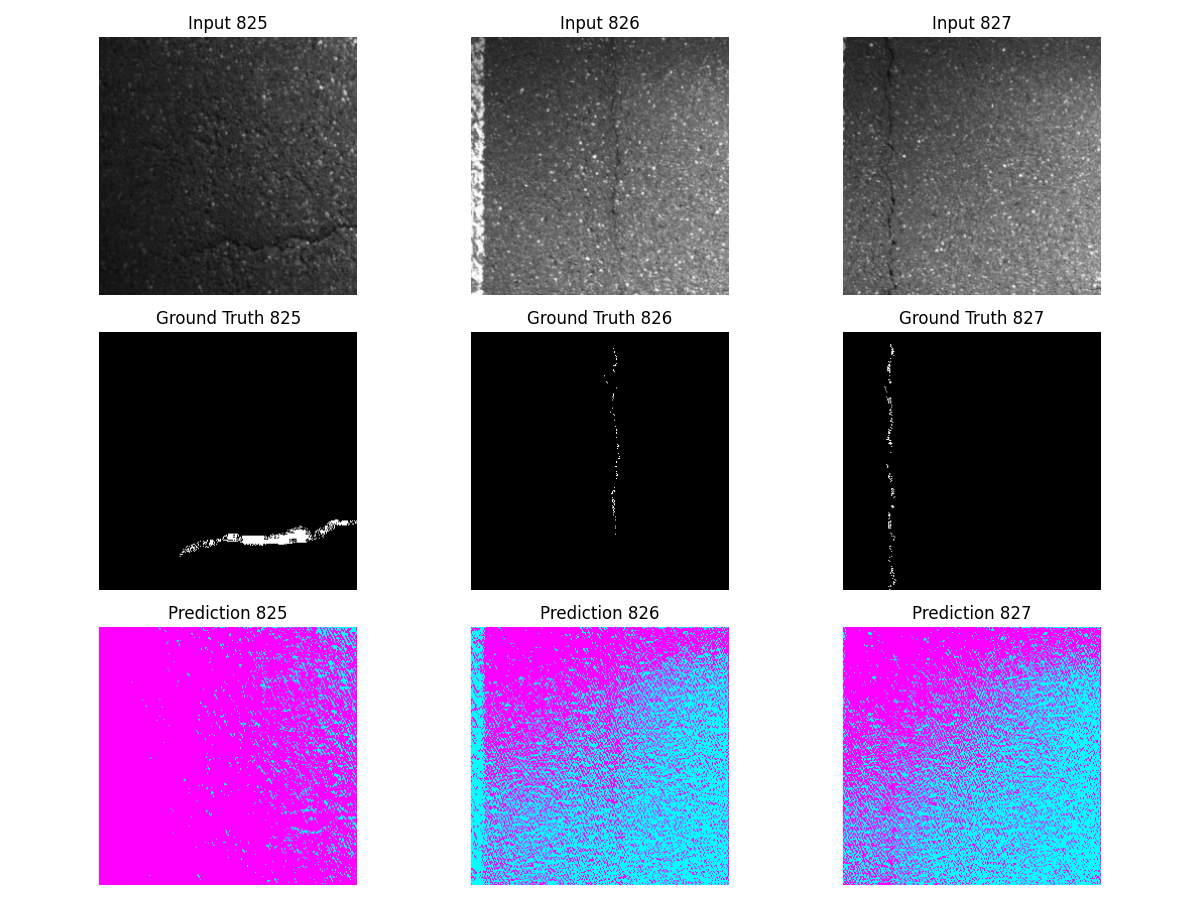 Input 825
Input 826
Input 827
Ground Truth 825
Ground Truth 826
Ground Truth 827
Prediction 825
Prediction 826
Prediction 827